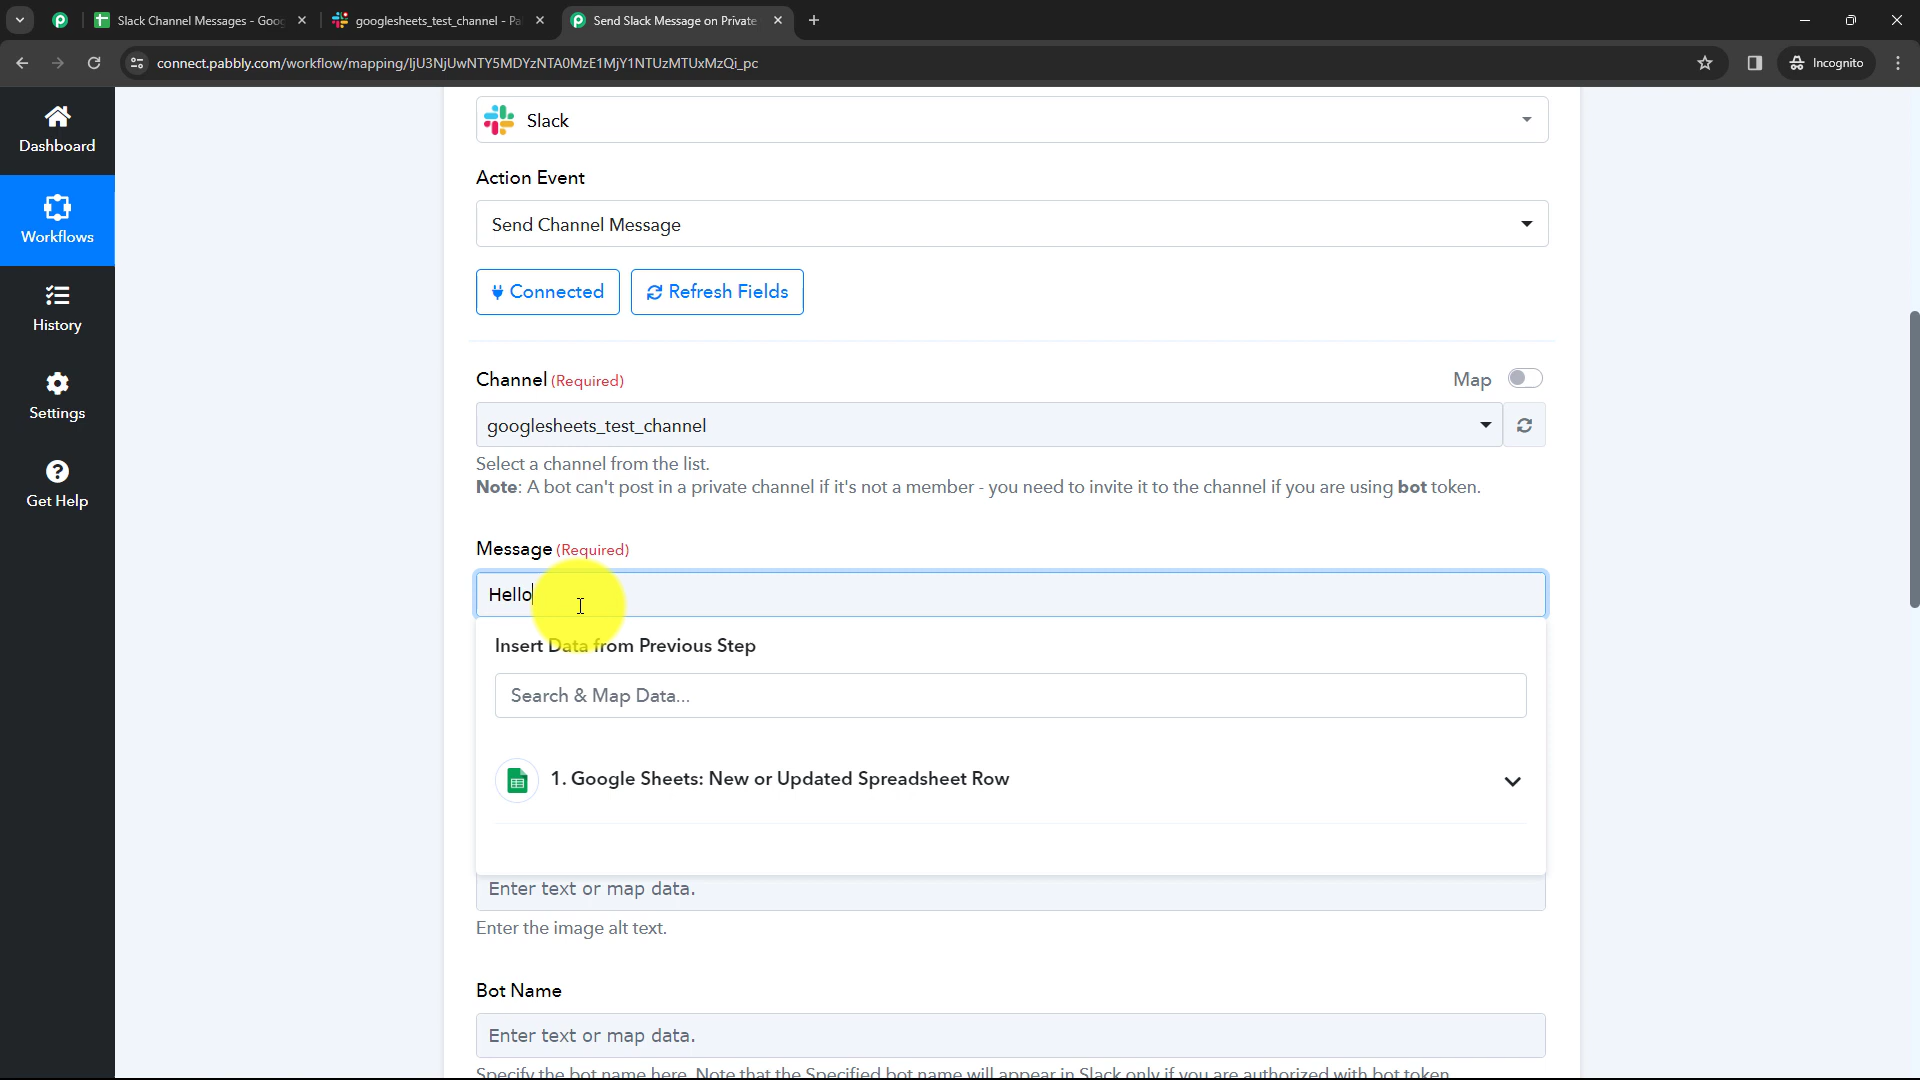 Slack Channel Messages - Goog
googlesheets_test_channel - Pa
Send Slack Message on Private
connect.pabbly.com/workflow/mapping/IjU3NjUwNTY5MDYzNTA0MzE1MjY1NTUzMTUxMzQi_pc
Incognito
Dashboard
Workflows
History
Settings
Get Help
Slack
Action Event
Send Channel Message
Connected
Refresh Fields
Channel (Required)
Map
googlesheets_test_channel
Select a channel from the list.
Note: A bot can't post in a private channel if it's not a member - you need to invite it to the channel if you are using bot token.
Message (Required)
Hello
Insert Data from Previous Step
Search & Map Data...
1. Google Sheets: New or Updated Spreadsheet Row
Enter text or map data.
Enter the image alt text.
Bot Name
Enter text or map data.
Specify the bot name here. Note that the Specified bot name will appear in Slack only if you are authorized with bot token.